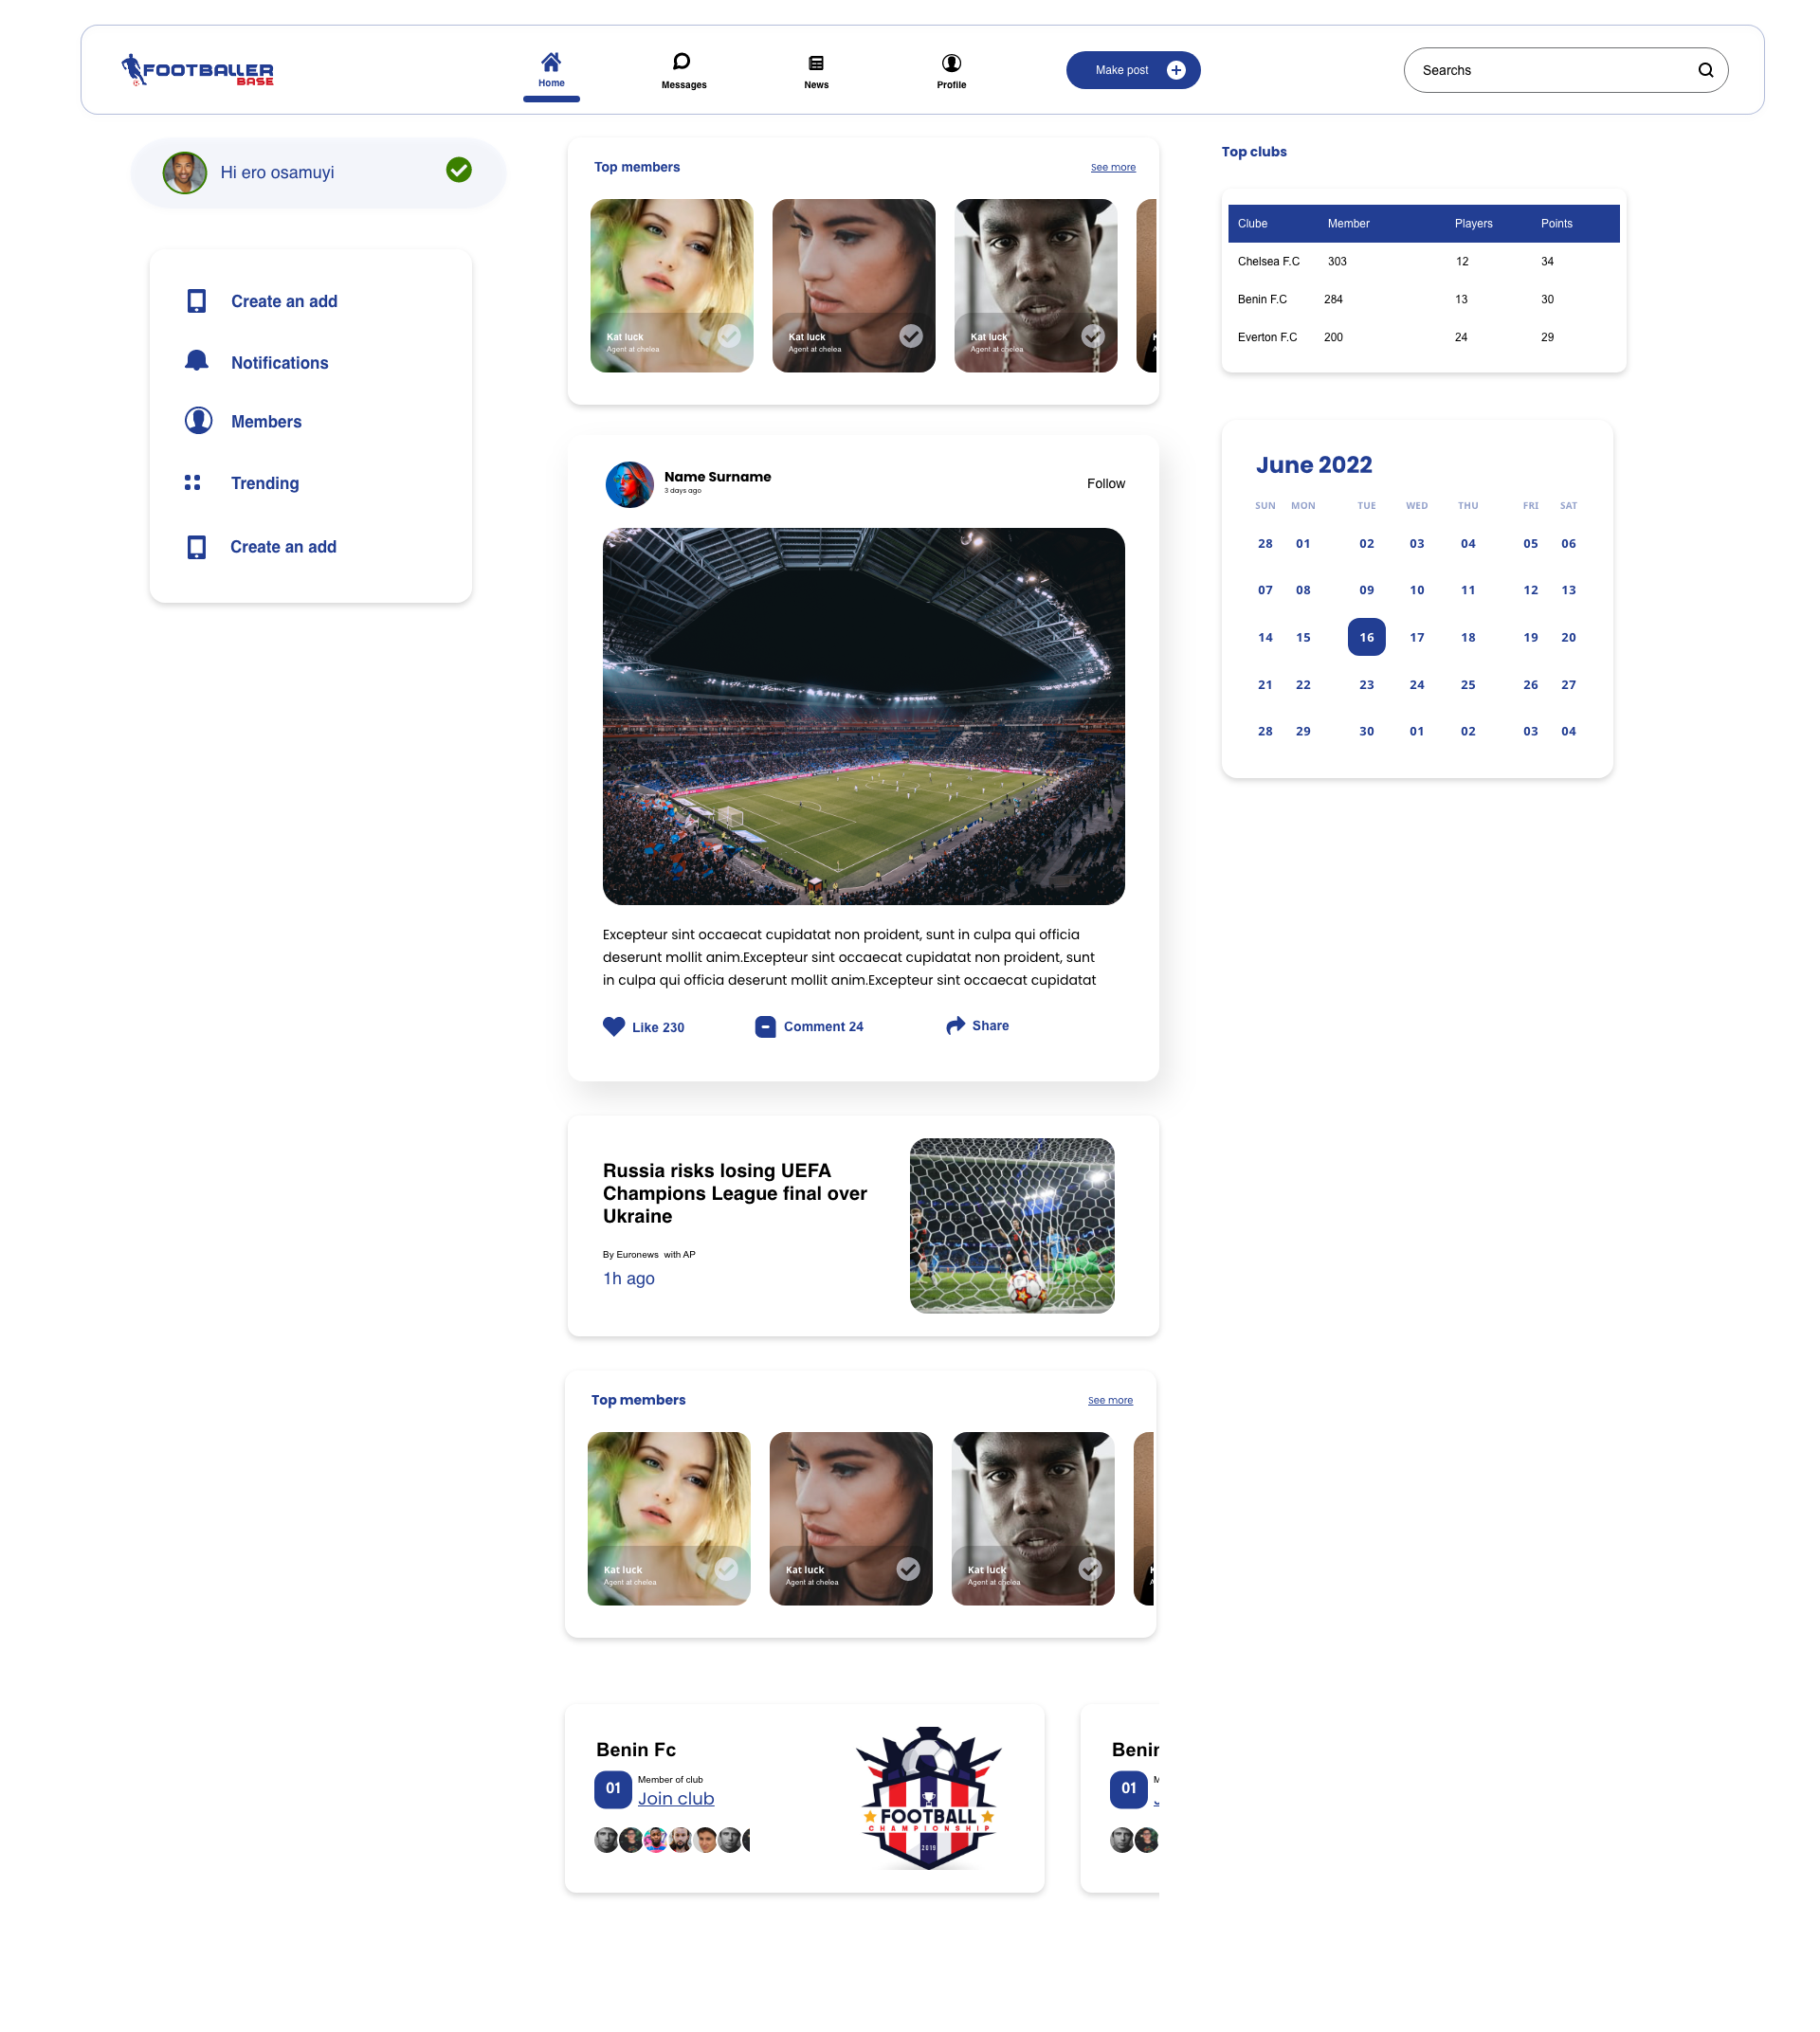 FOOTBALLER
BASE
Home
Messages
News
Profile
Make post
Searchs
Hi ero osamuyi
Create an add
Notifications
Members
Trending
Create an add
Top members
See more
Kat luck
Agent at chelea
Kat luck
Agent at chelea
Kat luck
Agent at chelea
Name Surname
3 days ago
Follow
Excepteur sint occaecat cupidatat non proident, sunt in culpa qui officia
deserunt mollit anim.Excepteur sint occaecat cupidatat non proident, sunt
in culpa qui officia deserunt mollit anim.Excepteur sint occaecat cupidatat
Like 230
Comment 24
Share
Russia risks losing UEFA
Champions League final over
Ukraine
By Euronews with AP
1h ago
Top members
See more
Kat luck
Agent at chelea
Kat luck
Agent at chelea
Kat luck
Agent at chelea
Benin Fc
01
Member of club
Join club
FOOTBALL
CHAMPIONSHIP
2019
Benin
01
Top clubs
Clube Member Players Points
Chelsea F.C 303 12 34
Benin F.C 284 13 30
Everton F.C 200 24 29
June 2022
SUN MON TUE WED THU FRI SAT
28 01 02 03 04 05 06
07 08 09 10 11 12 13
14 15 16 17 18 19 20
21 22 23 24 25 26 27
28 29 30 01 02 03 04